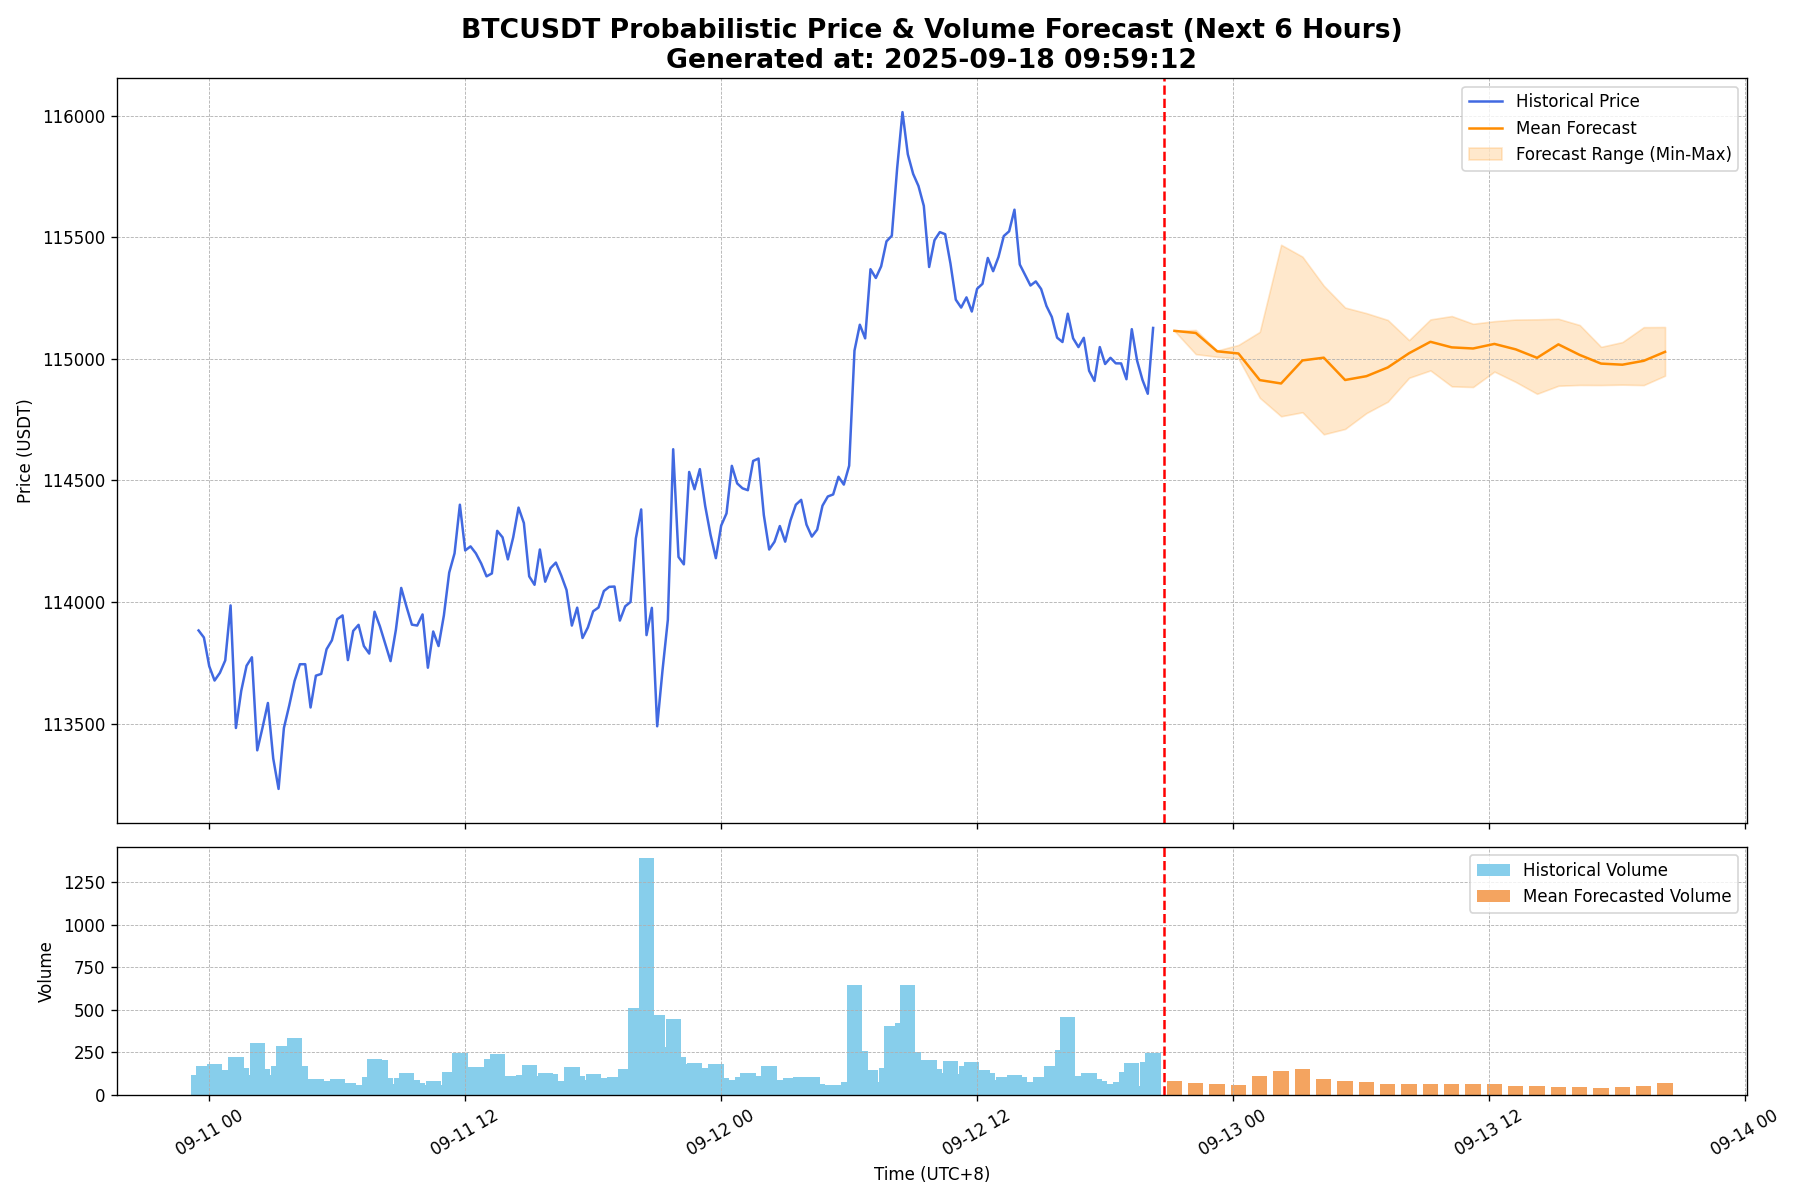 BTCUSDT Probabilistic Price & Volume Forecast (Next 6 Hours)
Generated at: 2025-09-18 09:59:12
Historical Price
Mean Forecast
Forecast Range (Min-Max)
116000
115500
115000
114500
114000
113500
Price (USDT)
Historical Volume
Mean Forecasted Volume
1250
1000
750
500
250
0
Volume
09-11 00
09-11 12
09-12 00
09-12 12
09-13 00
09-13 12
09-14 00
Time (UTC+8)